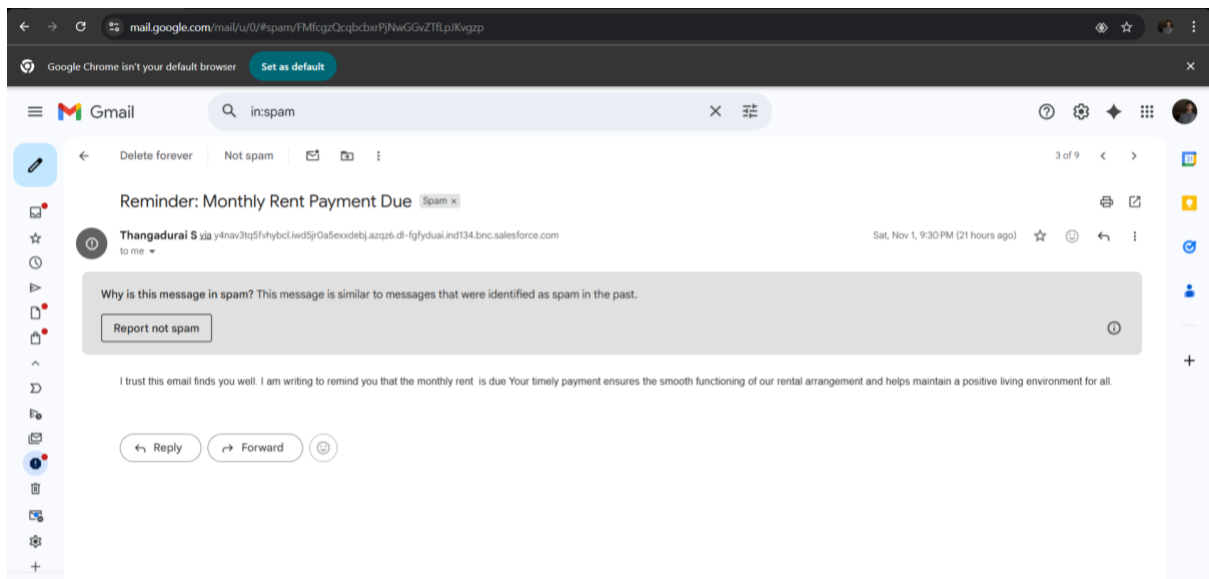 mail.google.com/mail/u/0/#spam/FMfcgzQcqbcbxrPjNwGGvZTfLpJKvgzp
Google Chrome isn't your default browser Set as default
Gmail in:spam
Delete forever Not spam 3 of 9
Reminder: Monthly Rent Payment Due Spam ×
Thangadurai S via y4nav3tq5fvhybcl.iwd5jr0a5exxdebj.azqz6.dl-fgfyduai.ind134.bnc.salesforce.com Sat, Nov 1, 9:30 PM (21 hours ago)
to me
Why is this message in spam? This message is similar to messages that were identified as spam in the past.
Report not spam
I trust this email finds you well. I am writing to remind you that the monthly rent is due Your timely payment ensures the smooth functioning of our rental arrangement and helps maintain a positive living environment for all.
Reply Forward